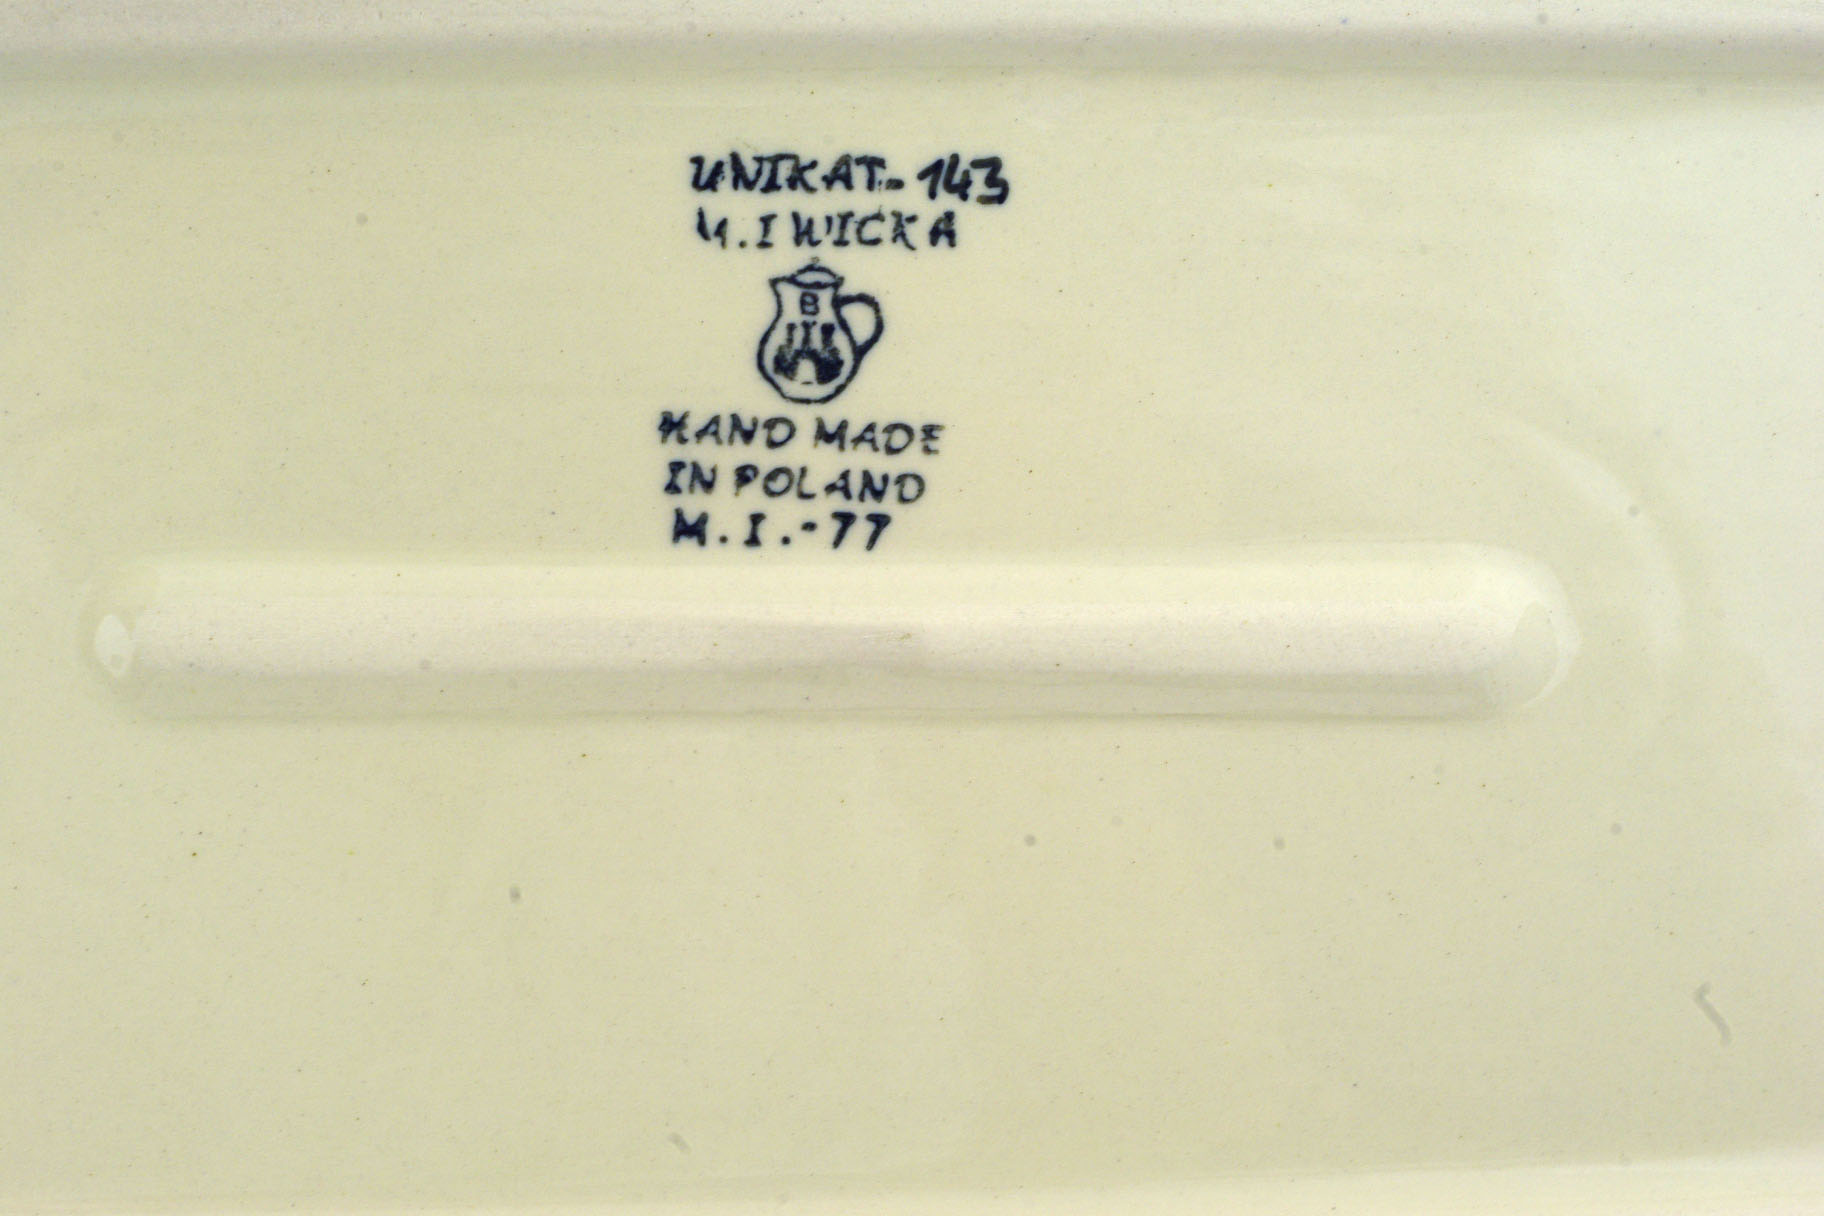 UNIKAT-143
M.IWICKA
B
HAND MADE
IN POLAND
M.I.-77